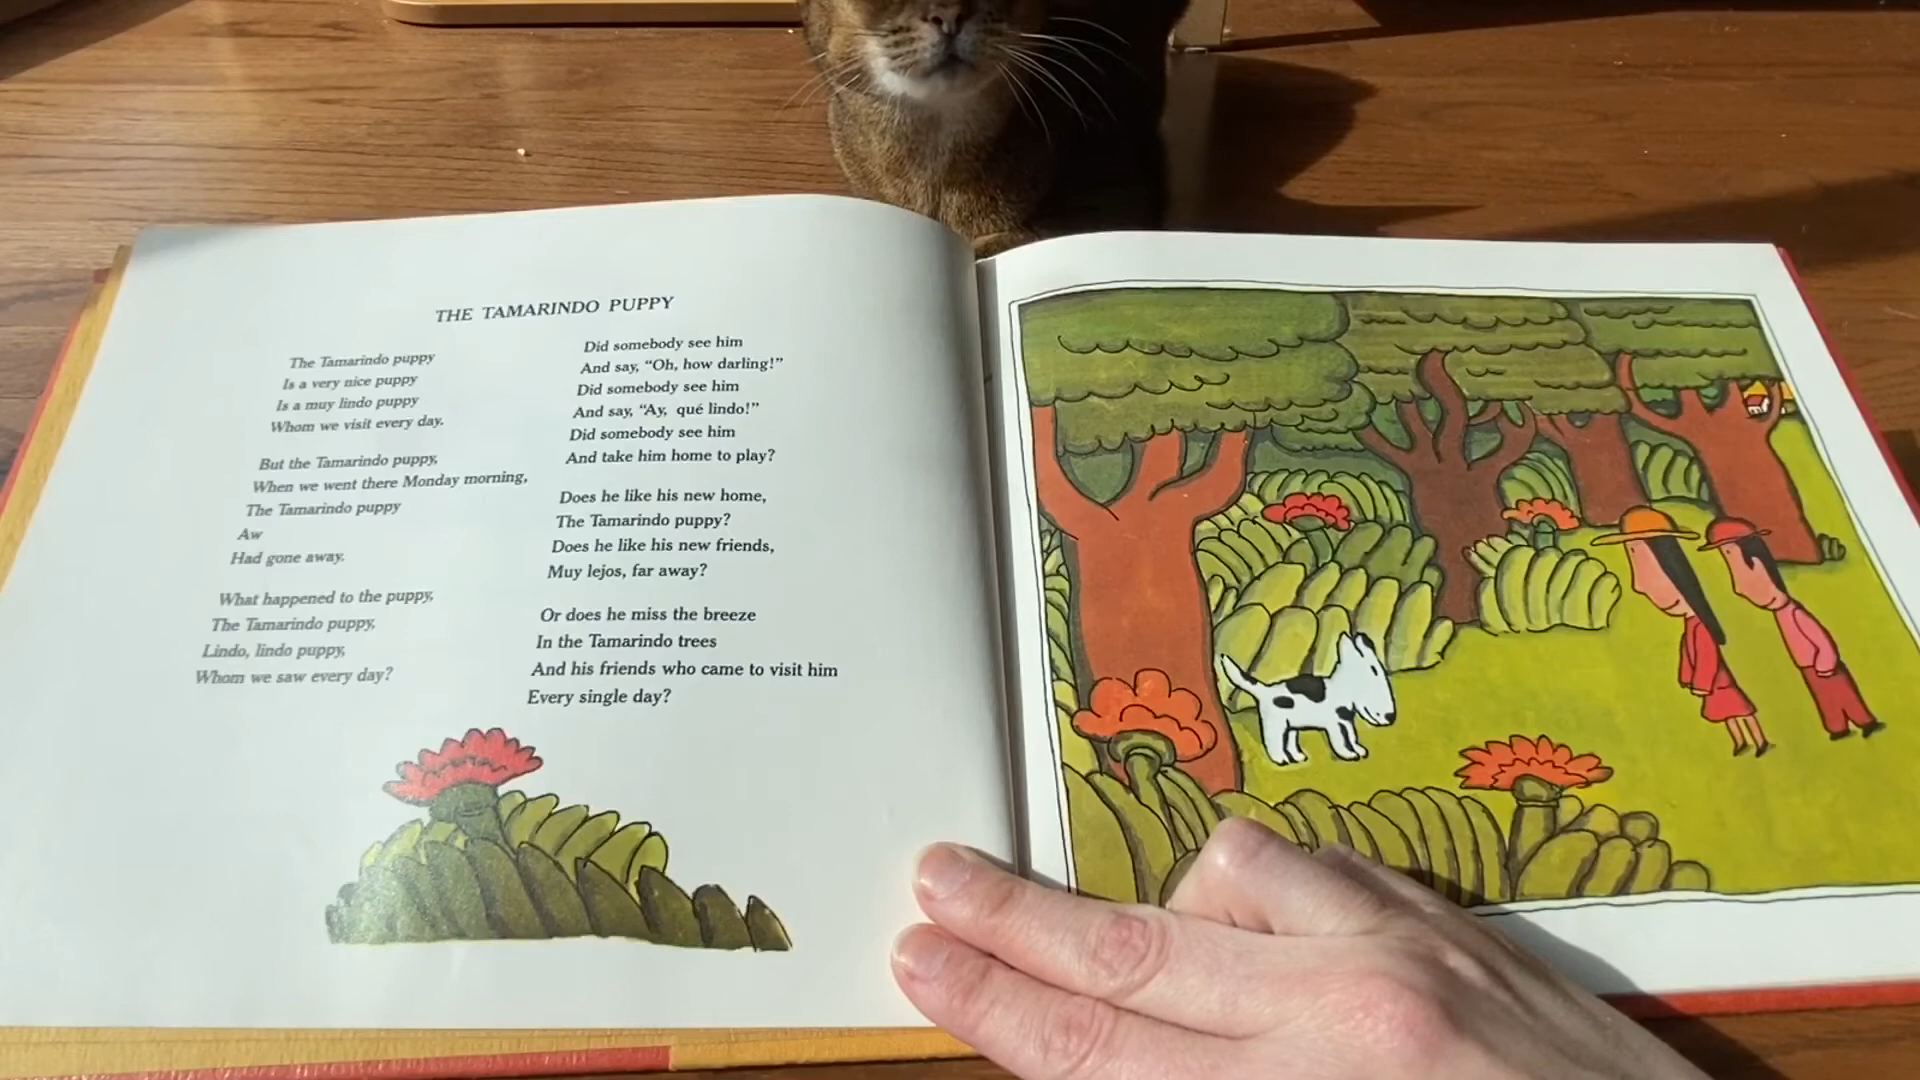 THE TAMARINDO PUPPY
The Tamarindo puppy
Is a very nice puppy
Is a muy lindo puppy
Whom we visit every day.
But the Tamarindo puppy,
When we went there Monday morning,
The Tamarindo puppy
Aw
Had gone away.
What happened to the puppy,
The Tamarindo puppy,
Lindo, lindo puppy,
Whom we saw every day?
Did somebody see him
And say, “Oh, how darling!”
Did somebody see him
And say, “Ay, qué lindo!”
Did somebody see him
And take him home to play?
Does he like his new home,
The Tamarindo puppy?
Does he like his new friends,
Muy lejos, far away?
Or does he miss the breeze
In the Tamarindo trees
And his friends who came to visit him
Every single day?